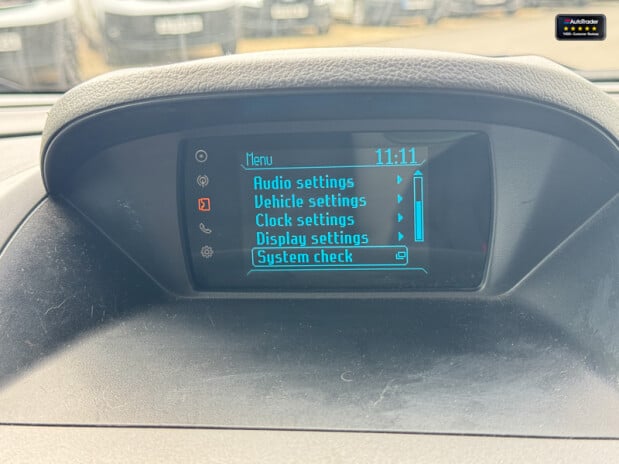 AutoTrader
Menu 11:11
Audio settings
Vehicle settings
Clock settings
Display settings
System check